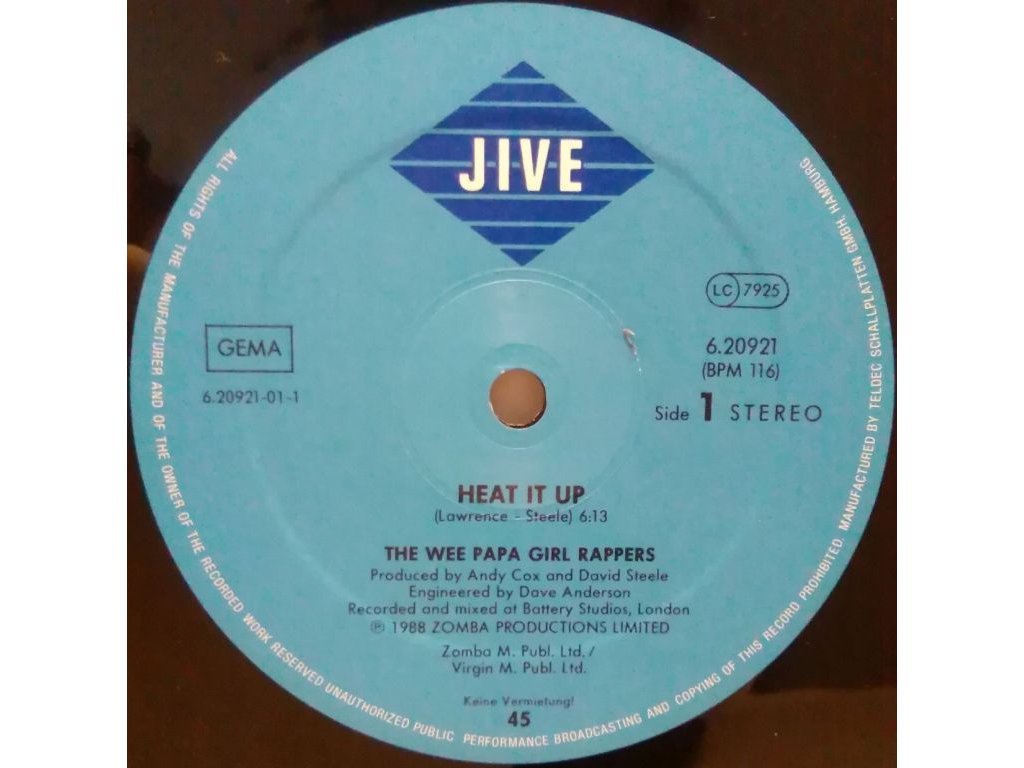 JIVE
LC 7925
GEMA
6.20921-01-1
6.20921
(BPM 116)
Side 1 STEREO
HEAT IT UP
(Lawrence - Steele) 6:13
THE WEE PAPA GIRL RAPPERS
Produced by Andy Cox and David Steele
Engineered by Dave Anderson
Recorded and mixed at Battery Studios, London
℗ 1988 ZOMBA PRODUCTIONS LIMITED
Zomba M. Publ. Ltd. /
Virgin M. Publ. Ltd.
Keine Vermietung!
45
ALL RIGHTS OF THE MANUFACTURER AND OF THE OWNER OF THE RECORDED WORK RESERVED UNAUTHORIZED PUBLIC PERFORMANCE BROADCASTING AND COPYING OF THIS RECORD PROHIBITED. MANUFACTURED BY TELDEC SCHALLPLATTEN GMBH, HAMBURG